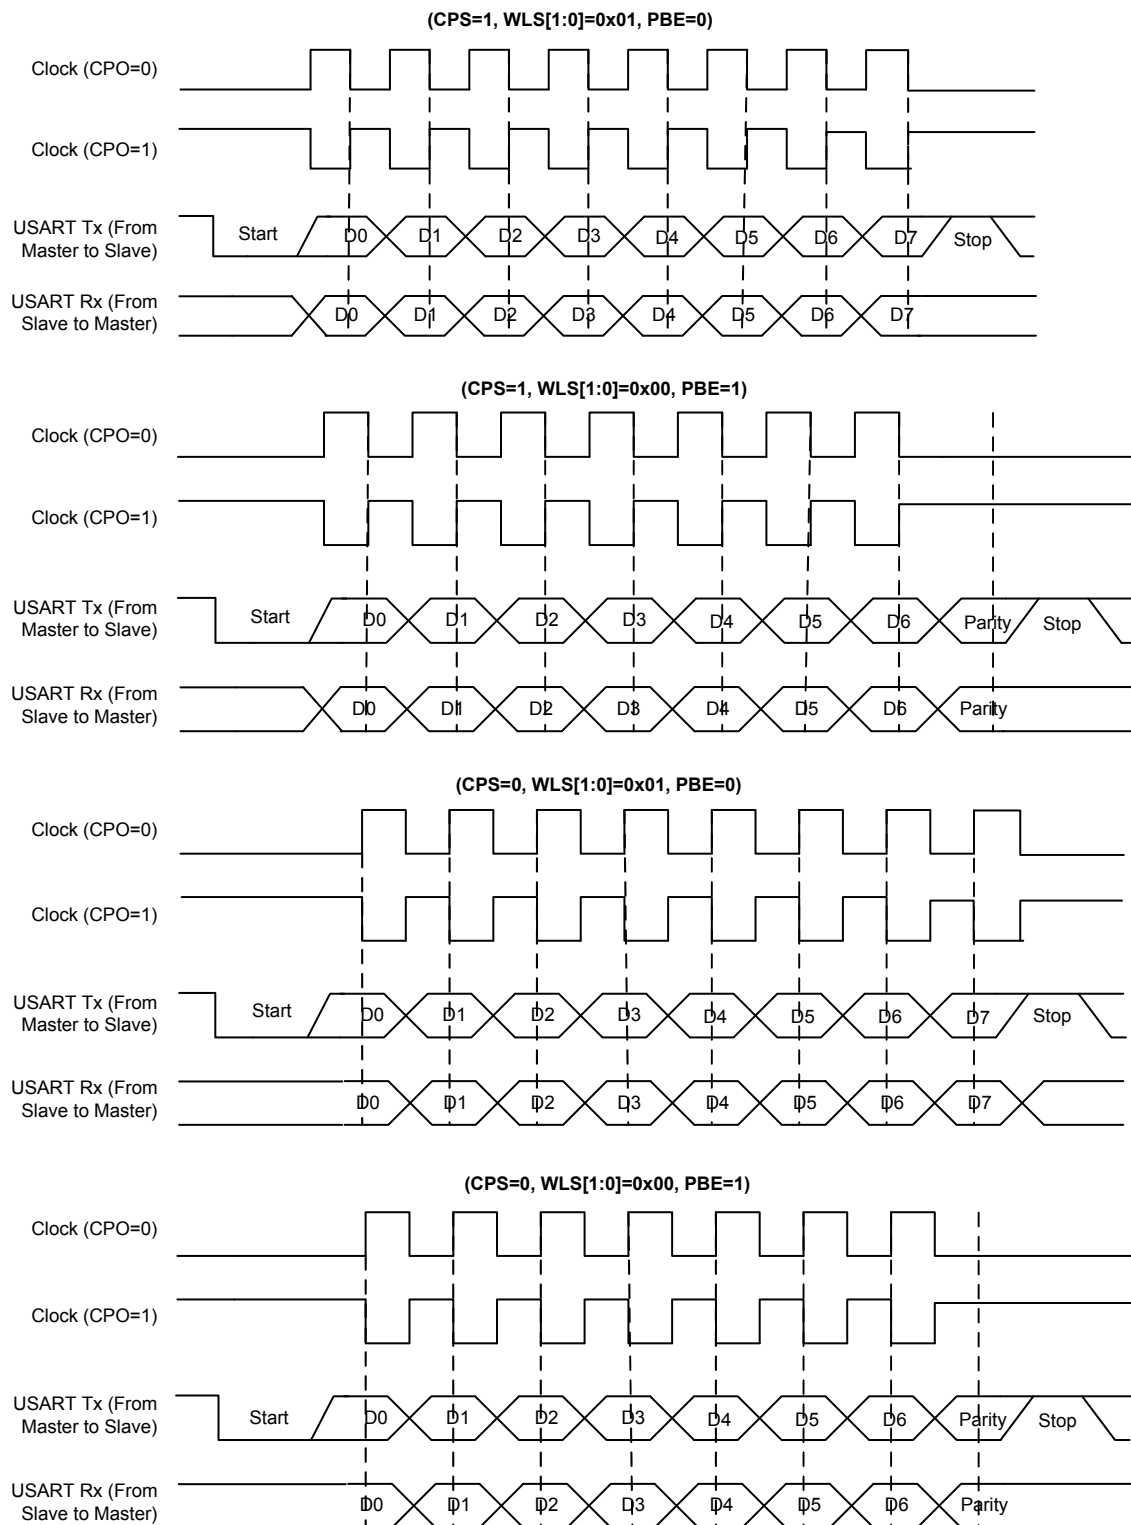 (CPS=1, WLS[1:0]=0x01, PBE=0)
Clock (CPO=0)
Clock (CPO=1)
USART Tx (From
Master to Slave)
Start D0 D1 D2 D3 D4 D5 D6 D7 Stop
USART Rx (From
Slave to Master)
D0 D1 D2 D3 D4 D5 D6 D7
(CPS=1, WLS[1:0]=0x00, PBE=1)
Clock (CPO=0)
Clock (CPO=1)
USART Tx (From
Master to Slave)
Start D0 D1 D2 D3 D4 D5 D6 Parity Stop
USART Rx (From
Slave to Master)
D0 D1 D2 D3 D4 D5 D6 Parity
(CPS=0, WLS[1:0]=0x01, PBE=0)
Clock (CPO=0)
Clock (CPO=1)
USART Tx (From
Master to Slave)
Start D0 D1 D2 D3 D4 D5 D6 D7 Stop
USART Rx (From
Slave to Master)
D0 D1 D2 D3 D4 D5 D6 D7
(CPS=0, WLS[1:0]=0x00, PBE=1)
Clock (CPO=0)
Clock (CPO=1)
USART Tx (From
Master to Slave)
Start D0 D1 D2 D3 D4 D5 D6 Parity Stop
USART Rx (From
Slave to Master)
D0 D1 D2 D3 D4 D5 D6 Parity